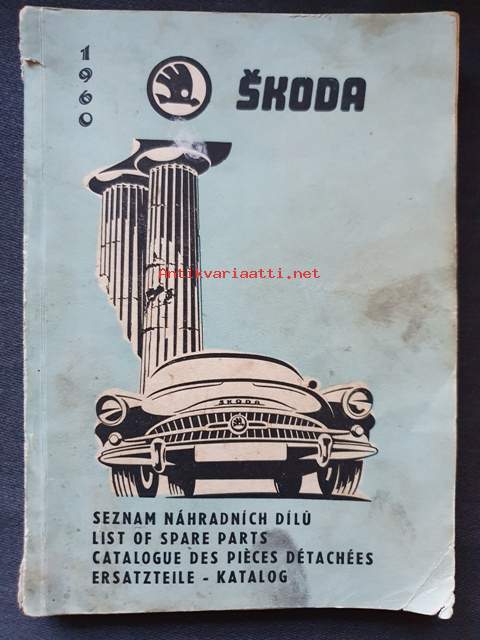 1960
ŠKODA
Antikvariaatti.net
ŠKODA
SEZNAM NÁHRADNÍCH DÍLŮ
LIST OF SPARE PARTS
CATALOGUE DES PIÈCES DÉTACHÉES
ERSATZTEILE - KATALOG